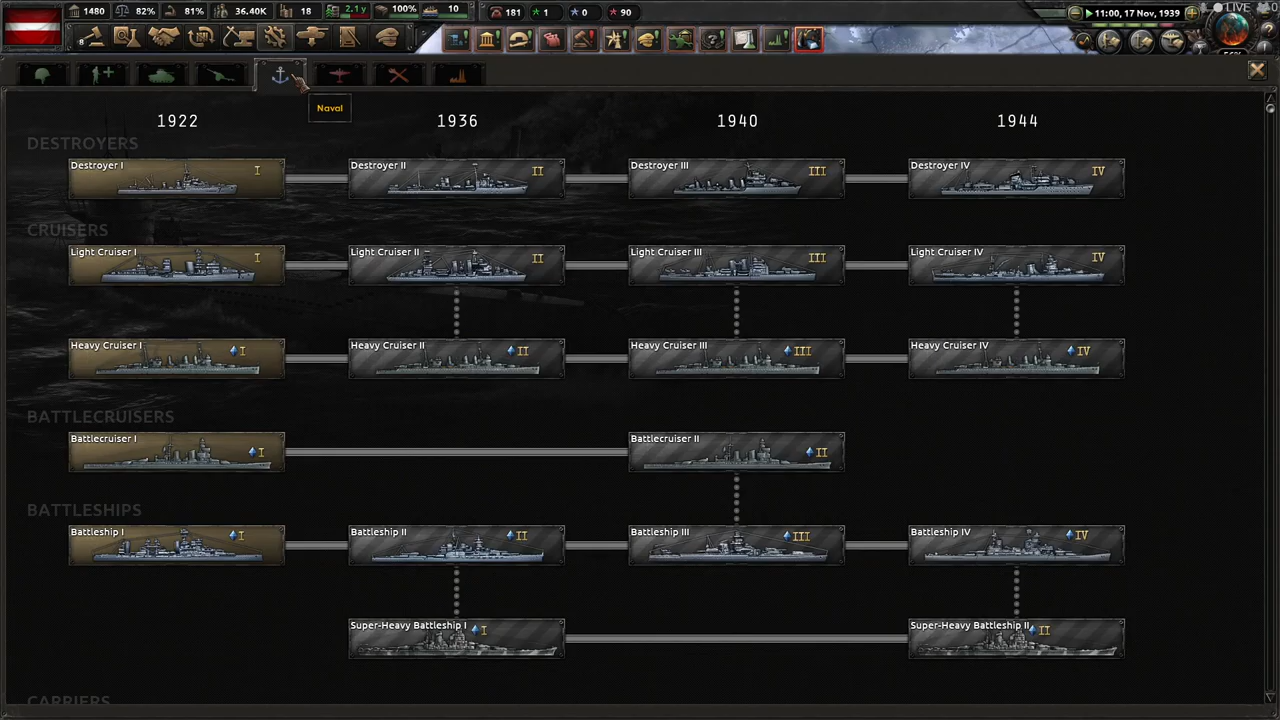 1480 82% 81% 36.40K 18 2.1 y 100% 10 181 1 0 90 LIVE 0
11:00, 17 Nov, 1939
8
56%
Naval
1922 1936 1940 1944
DESTROYERS
Destroyer I I Destroyer II II Destroyer III III Destroyer IV IV
CRUISERS
Light Cruiser I I Light Cruiser II II Light Cruiser III III Light Cruiser IV IV
Heavy Cruiser I I Heavy Cruiser II II Heavy Cruiser III III Heavy Cruiser IV IV
BATTLECRUISERS
Battlecruiser I I Battlecruiser II II
BATTLESHIPS
Battleship I I Battleship II II Battleship III III Battleship IV IV
Super-Heavy Battleship I I Super-Heavy Battleship II II
CARRIERS